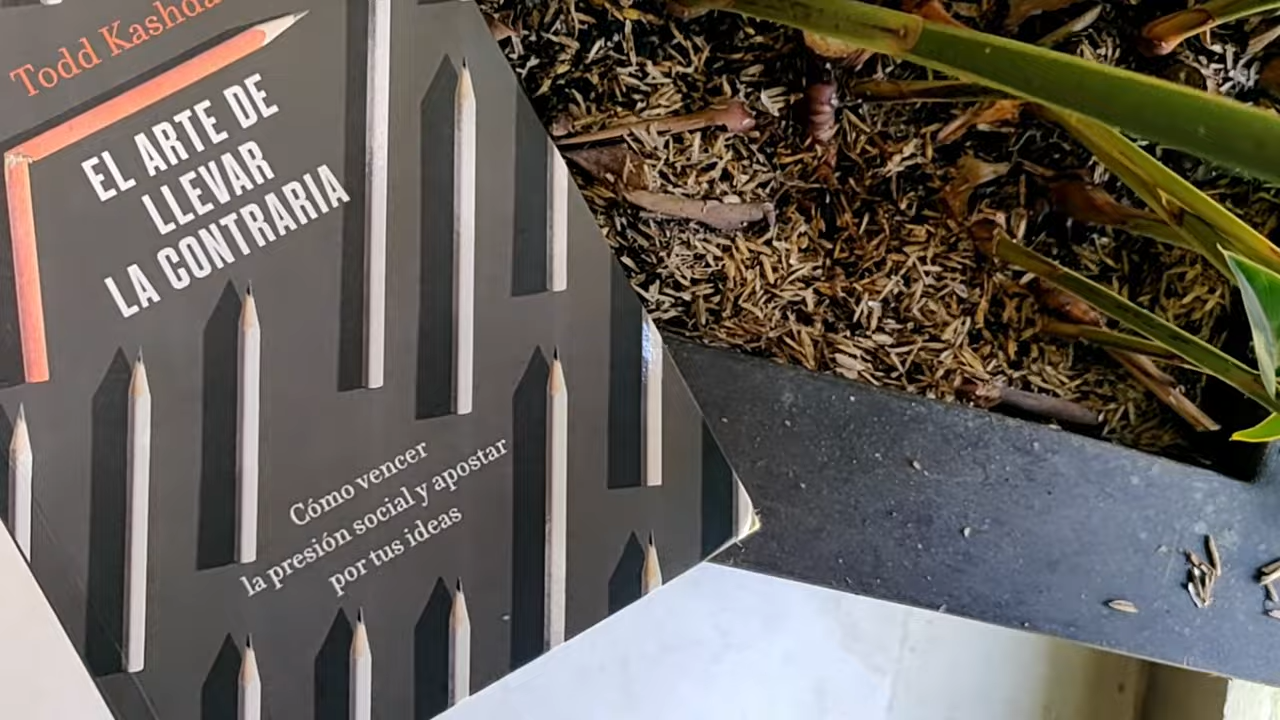 Todd Kashda
EL ARTE DE
LLEVAR
LA CONTRARIA
Cómo vencer
la presión social y apostar
por tus ideas